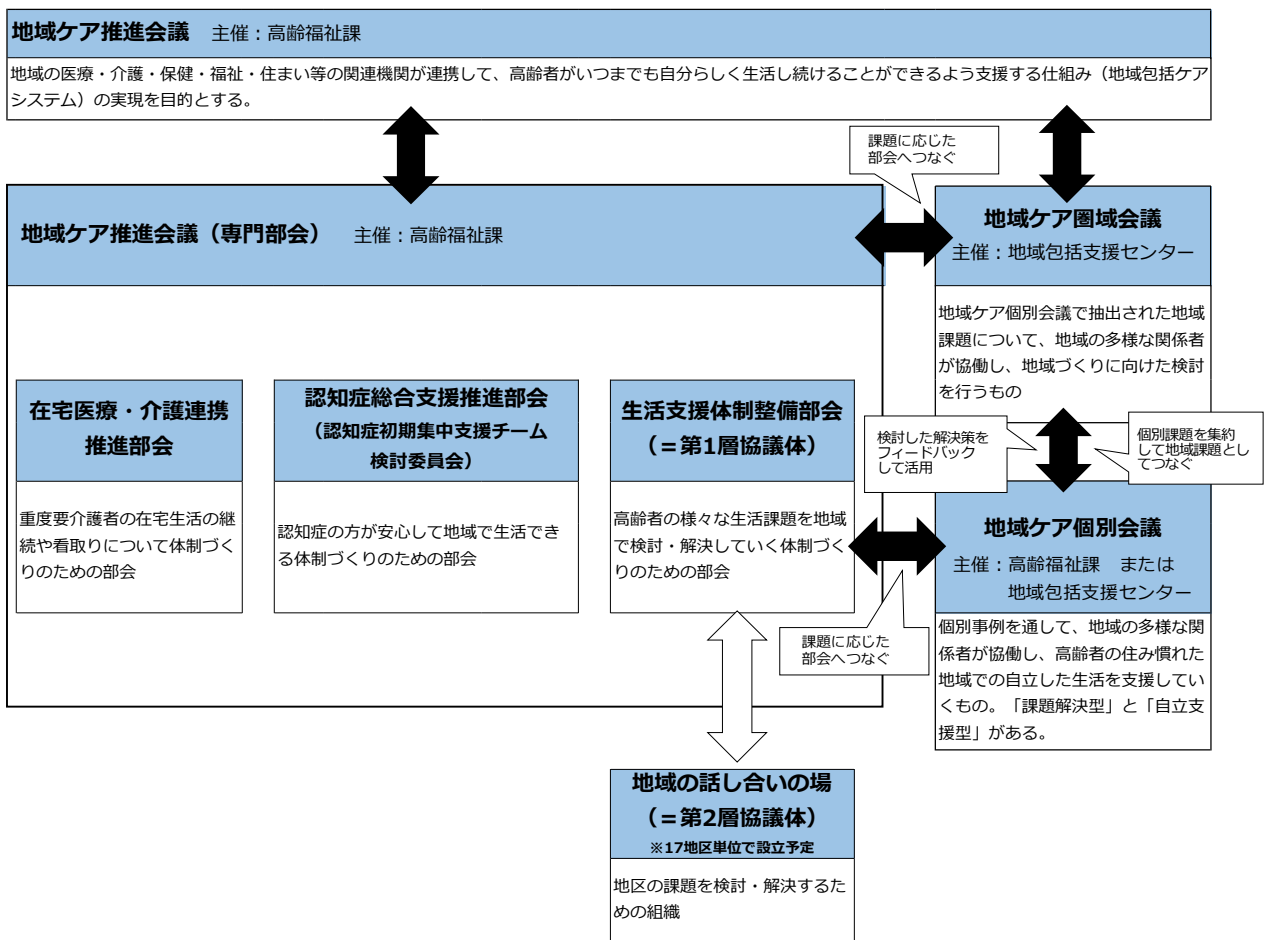 地域ケア推進会議　主催：高齢福祉課
地域の医療・介護・保健・福祉・住まい等の関連機関が連携して、高齢者がいつまでも自分らしく生活し続けることができるよう支援する仕組み（地域包括ケア
システム）の実現を目的とする。
課題に応じた
部会へつなぐ
地域ケア推進会議（専門部会）　主催：高齢福祉課
地域ケア圏域会議
主催：地域包括支援センター
地域ケア個別会議で抽出された地域
課題について、地域の多様な関係者
が協働し、地域づくりに向けた検討
を行うもの
在宅医療・介護連携
推進部会
重度要介護者の在宅生活の継
続や看取りについて体制づく
りのための部会
認知症総合支援推進部会
（認知症初期集中支援チーム
検討委員会）
認知症の方が安心して地域で生活でき
る体制づくりのための部会
生活支援体制整備部会
（＝第1層協議体）
高齢者の様々な生活課題を地域
で検討・解決していく体制づく
りのための部会
検討した解決策を
フィードバック
して活用
個別課題を集約
して地域課題とし
てつなぐ
地域ケア個別会議
主催：高齢福祉課　または
地域包括支援センター
個別事例を通して、地域の多様な関
係者が協働し、高齢者の住み慣れた
地域での自立した生活を支援してい
くもの。「課題解決型」と「自立支
援型」がある。
課題に応じた
部会へつなぐ
地域の話し合いの場
（＝第2層協議体）
※17地区単位で設立予定
地区の課題を検討・解決するた
めの組織